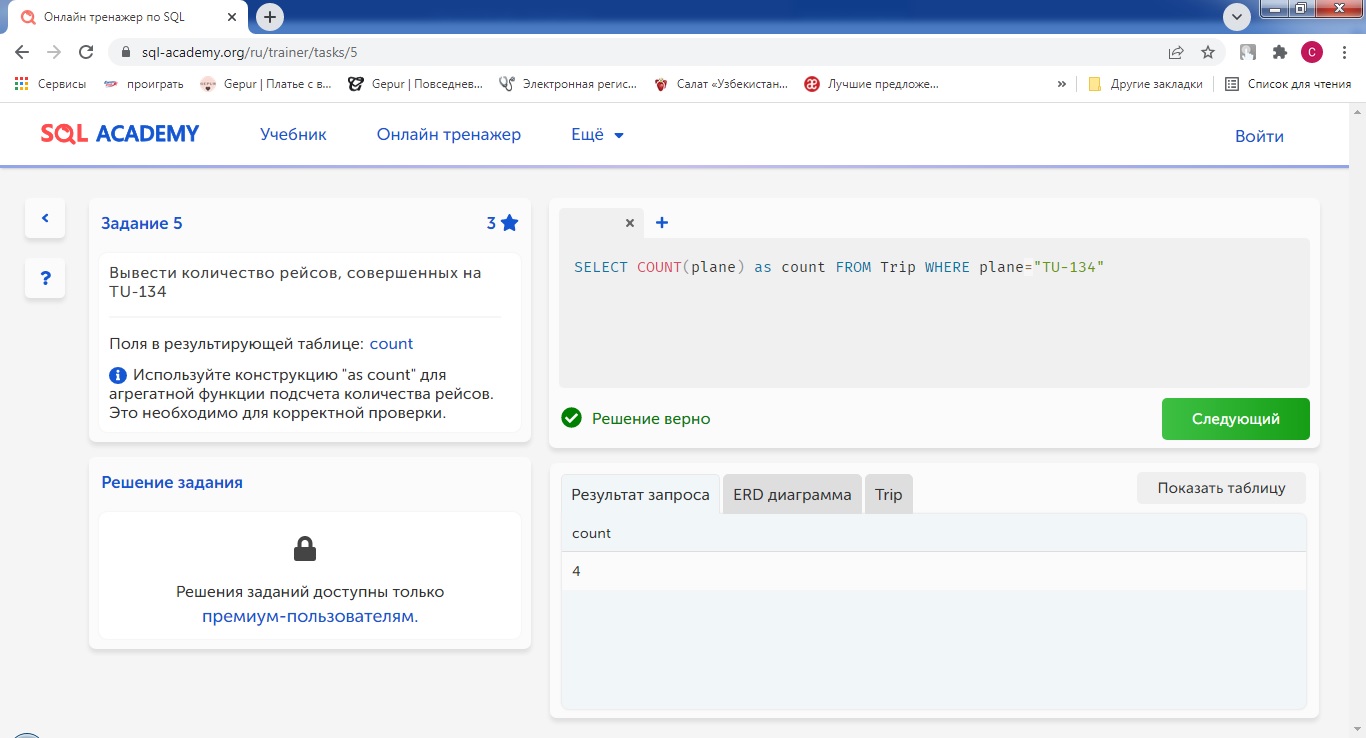 Онлайн тренажер по SQL
sql-academy.org/ru/trainer/tasks/5
C
Сервисы
проиграть
Gepur | Платье с в...
Gepur | Повседнев...
Электронная регис...
Салат «Узбекистан...
Лучшие предложе...
»
Другие закладки
Список для чтения
SQL ACADEMY
Учебник
Онлайн тренажер
Ещё
Войти
Задание 5
3
Вывести количество рейсов, совершенных на
TU-134
Поля в результирующей таблице: count
Используйте конструкцию "as count" для
агрегатной функции подсчета количества рейсов.
Это необходимо для корректной проверки.
Решение задания
Решения заданий доступны только
премиум-пользователям.
SELECT COUNT(plane) as count FROM Trip WHERE plane="TU-134"
Решение верно
Следующий
Результат запроса
ERD диаграмма
Trip
Показать таблицу
count
4